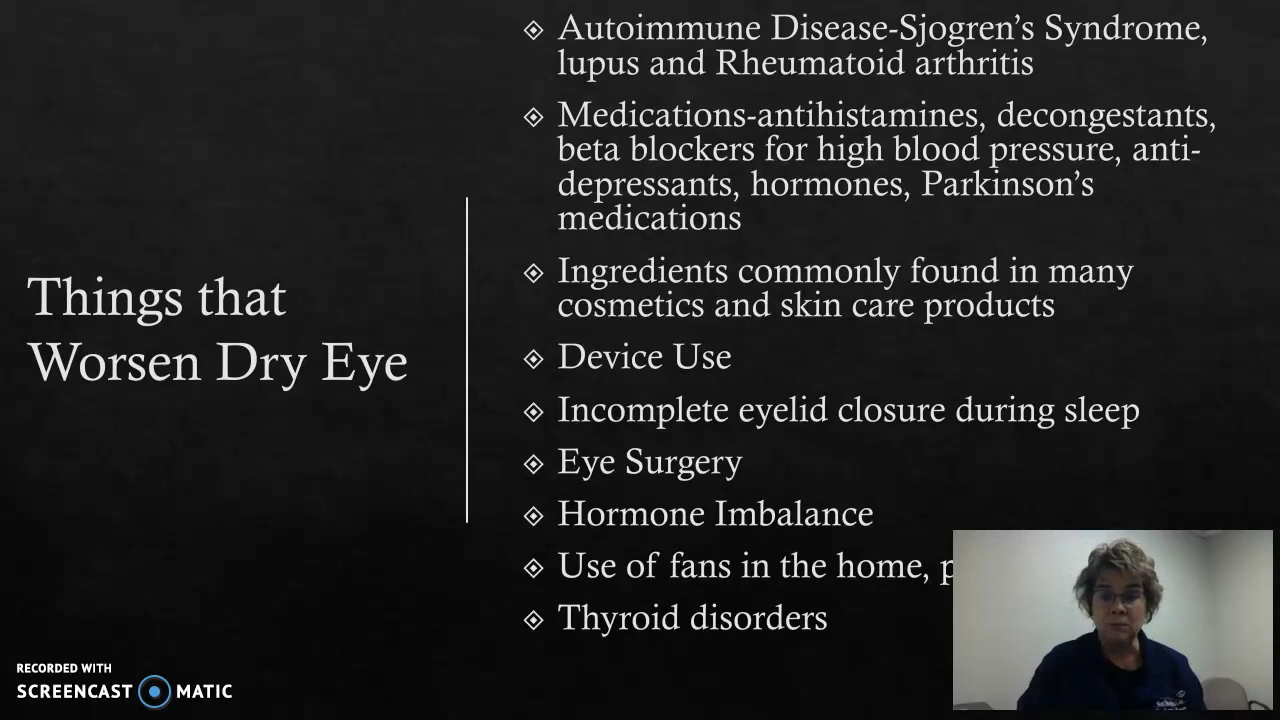 Things that
Worsen Dry Eye
Autoimmune Disease-Sjogren's Syndrome,
lupus and Rheumatoid arthritis
Medications-antihistamines, decongestants,
beta blockers for high blood pressure, anti-
depressants, hormones, Parkinson's
medications
Ingredients commonly found in many
cosmetics and skin care products
Device Use
Incomplete eyelid closure during sleep
Eye Surgery
Hormone Imbalance
Use of fans in the home,
Thyroid disorders
RECORDED WITH
SCREENCAST MATIC